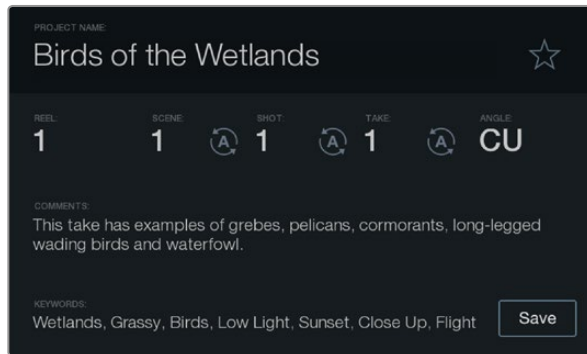 PROJECT NAME:
Birds of the Wetlands
REEL: SCENE: SHOT: TAKE: ANGLE:
1 1 A 1 A 1 A CU
COMMENTS:
This take has examples of grebes, pelicans, cormorants, long-legged
wading birds and waterfowl.
KEYWORDS:
Wetlands, Grassy, Birds, Low Light, Sunset, Close Up, Flight
Save